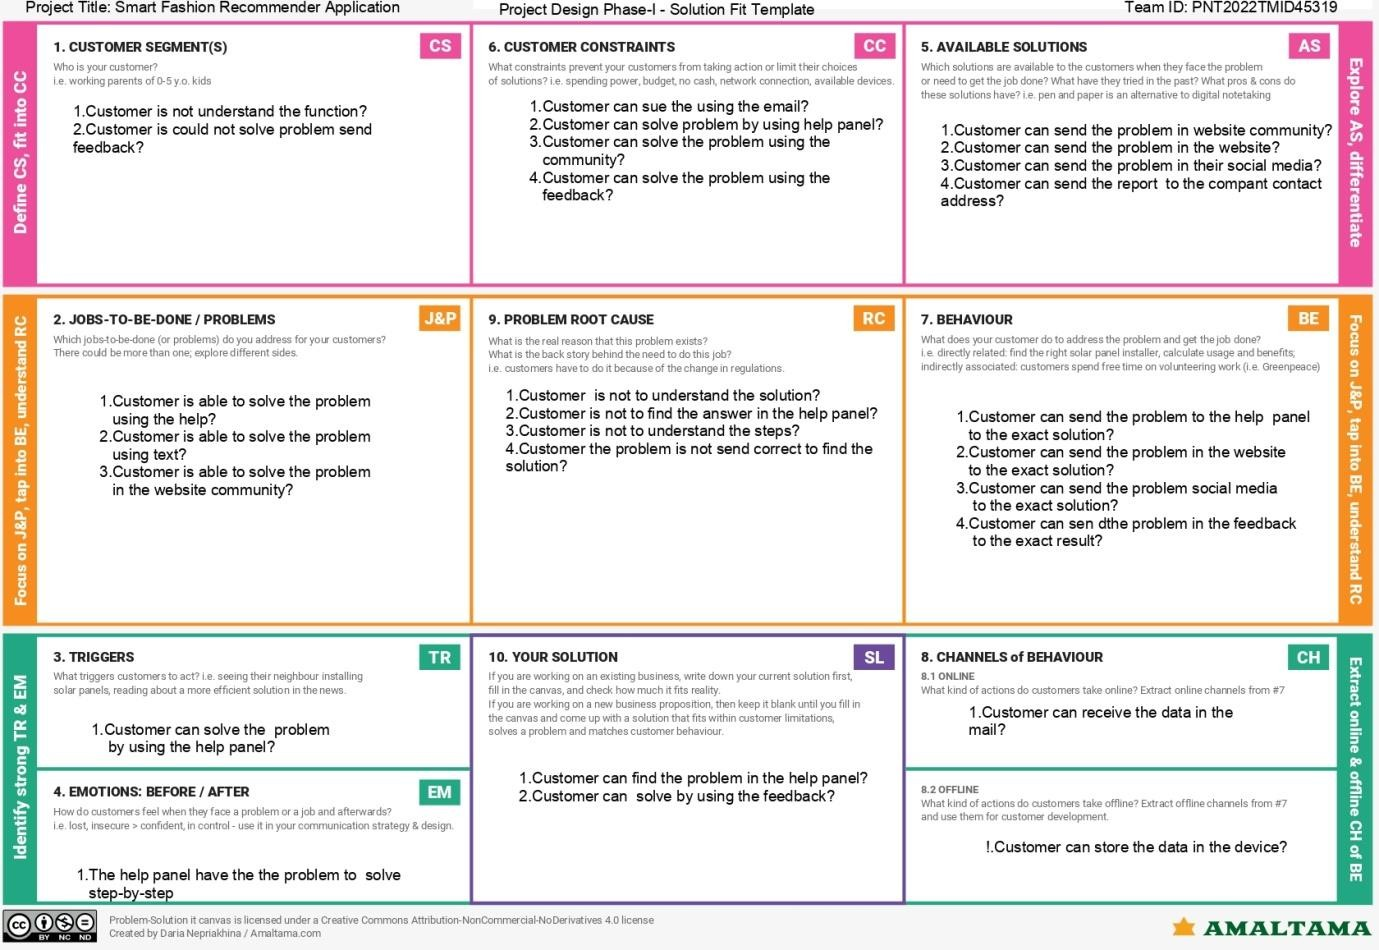 Project Title: Smart Fashion Recommender Application
Project Design Phase-I - Solution Fit Template
Team ID: PNT2022TMID45319
Define CS, fit into CC
1. CUSTOMER SEGMENT(S)
CS
Who is your customer?
i.e. working parents of 0-5 y.o. kids
1.Customer is not understand the function?
2.Customer is could not solve problem send
feedback?
6. CUSTOMER CONSTRAINTS
CC
What constraints prevent your customers from taking action or limit their choices
of solutions? i.e. spending power, budget, no cash, network connection, available devices.
1.Customer can sue the using the email?
2.Customer can solve problem by using help panel?
3.Customer can solve the problem using the
community?
4.Customer can solve the problem using the
feedback?
5. AVAILABLE SOLUTIONS
AS
Which solutions are available to the customers when they face the problem
or need to get the job done? What have they tried in the past? What pros & cons do
these solutions have? i.e. pen and paper is an alternative to digital notetaking
1.Customer can send the problem in website community?
2.Customer can send the problem in the website?
3.Customer can send the problem in their social media?
4.Customer can send the report to the compant contact
address?
Explore AS, differentiate
Focus on J&P, tap into BE, understand RC
2. JOBS-TO-BE-DONE / PROBLEMS
J&P
Which jobs-to-be-done (or problems) do you address for your customers?
There could be more than one; explore different sides.
1.Customer is able to solve the problem
using the help?
2.Customer is able to solve the problem
using text?
3.Customer is able to solve the problem
in the website community?
9. PROBLEM ROOT CAUSE
RC
What is the real reason that this problem exists?
What is the back story behind the need to do this job?
i.e. customers have to do it because of the change in regulations.
1.Customer is not to understand the solution?
2.Customer is not to find the answer in the help panel?
3.Customer is not to understand the steps?
4.Customer the problem is not send correct to find the
solution?
7. BEHAVIOUR
BE
What does your customer do to address the problem and get the job done?
i.e. directly related: find the right solar panel installer, calculate usage and benefits;
indirectly associated: customers spend free time on volunteering work (i.e. Greenpeace)
1.Customer can send the problem to the help panel
to the exact solution?
2.Customer can send the problem in the website
to the exact solution?
3.Customer can send the problem social media
to the exact solution?
4.Customer can sen dthe problem in the feedback
to the exact result?
Focus on J&P, tap into BE, understand RC
Identify strong TR & EM
3. TRIGGERS
TR
What triggers customers to act? i.e. seeing their neighbour installing
solar panels, reading about a more efficient solution in the news.
1.Customer can solve the problem
by using the help panel?
4. EMOTIONS: BEFORE / AFTER
EM
How do customers feel when they face a problem or a job and afterwards?
i.e. lost, insecure > confident, in control - use it in your communication strategy & design.
1.The help panel have the the problem to solve
step-by-step
10. YOUR SOLUTION
SL
If you are working on an existing business, write down your current solution first,
fill in the canvas, and check how much it fits reality.
If you are working on a new business proposition, then keep it blank until you fill in
the canvas and come up with a solution that fits within customer limitations,
solves a problem and matches customer behaviour.
1.Customer can find the problem in the help panel?
2.Customer can solve by using the feedback?
8. CHANNELS of BEHAVIOUR
CH
8.1 ONLINE
What kind of actions do customers take online? Extract online channels from #7
1.Customer can receive the data in the
mail?
8.2 OFFLINE
What kind of actions do customers take offline? Extract offline channels from #7
and use them for customer development.
!.Customer can store the data in the device?
Extract online & offline CH of BE
CC BY NC ND
Problem-Solution it canvas is licensed under a Creative Commons Attribution-NonCommercial-NoDerivatives 4.0 license
Created by Daria Nepriakhina / Amaltama.com
AMALTAMA